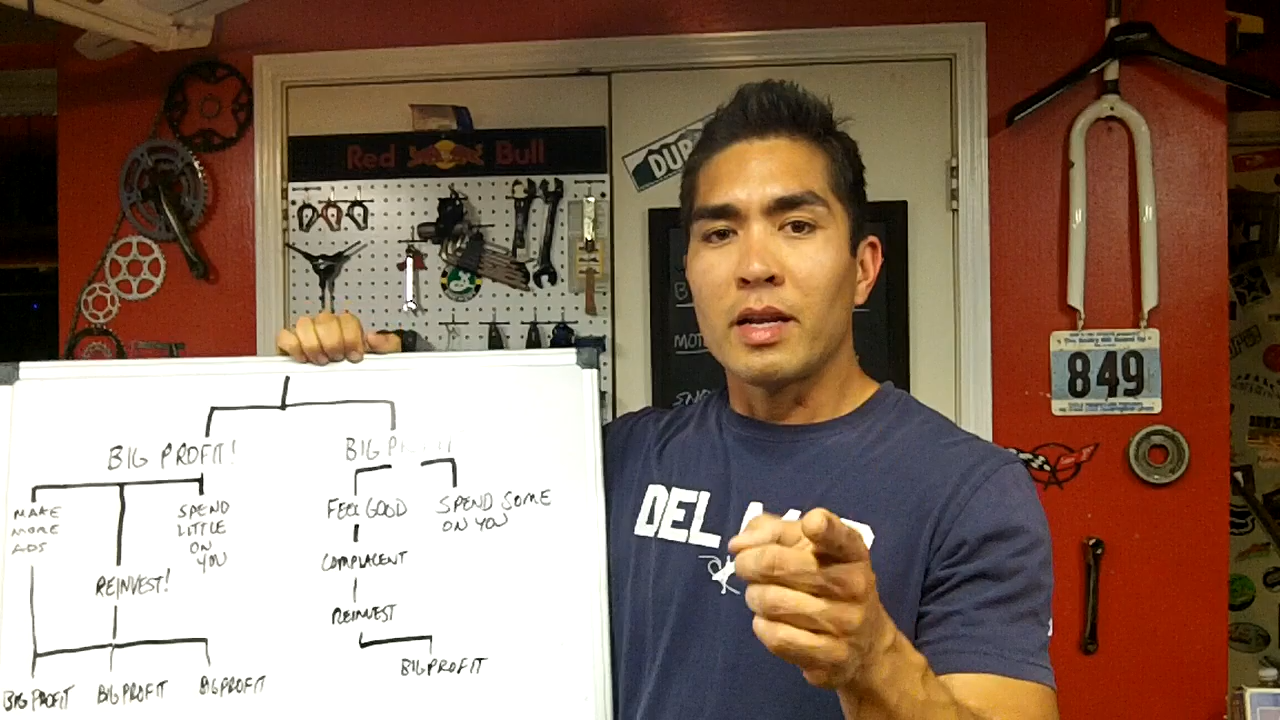 Red Bull
DUR
849
DEL
BIG PROFIT!
BIG P
MAKE
MORE
ADS
SPEND
LITTLE
ON
YOU
FEEL GOOD
SPEND SOME
ON YOU
REINVEST!
COMPLACENT
REINVEST
BIG PROFIT
BIG PROFIT
BIG PROFIT
BIG PROFIT